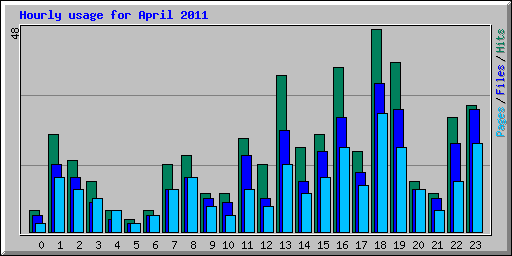 Hourly usage for April 2011
48
Pages / Files / Hits
0 1 2 3 4 5 6 7 8 9 10 11 12 13 14 15 16 17 18 19 20 21 22 23